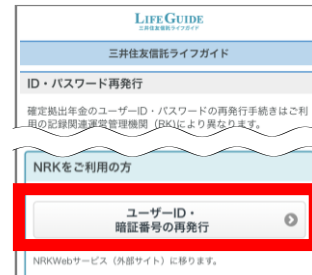 LIFE GUIDE
三井住友信託ライフガイド
三井住友信託ライフガイド
ID・パスワード再発行
確定拠出年金のユーザーID・パスワードの再発行手続きはご利
用の記録関連運営管理機関（RK)により異なります。
NRKをご利用の方
ユーザーID・
暗証番号の再発行
NRKWebサービス（外部サイト）に移ります。